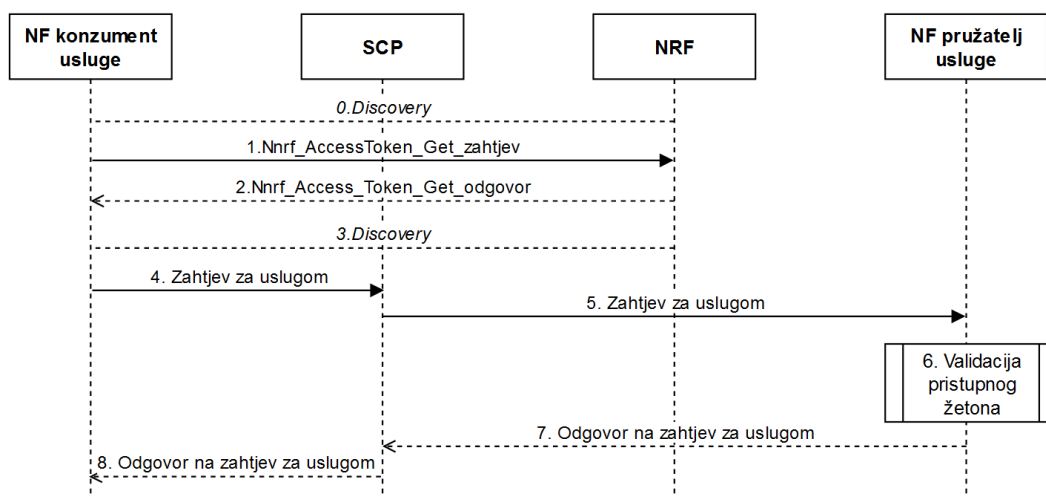 NF konzument
usluge
SCP
NRF
NF pružatelj
usluge
0.Discovery
1.Nnrf_AccessToken_Get_zahtjev
2.Nnrf_Access_Token_Get_odgovor
3.Discovery
4. Zahtjev za uslugom
5. Zahtjev za uslugom
6. Validacija
pristupnog
žetona
7. Odgovor na zahtjev za uslugom
8. Odgovor na zahtjev za uslugom